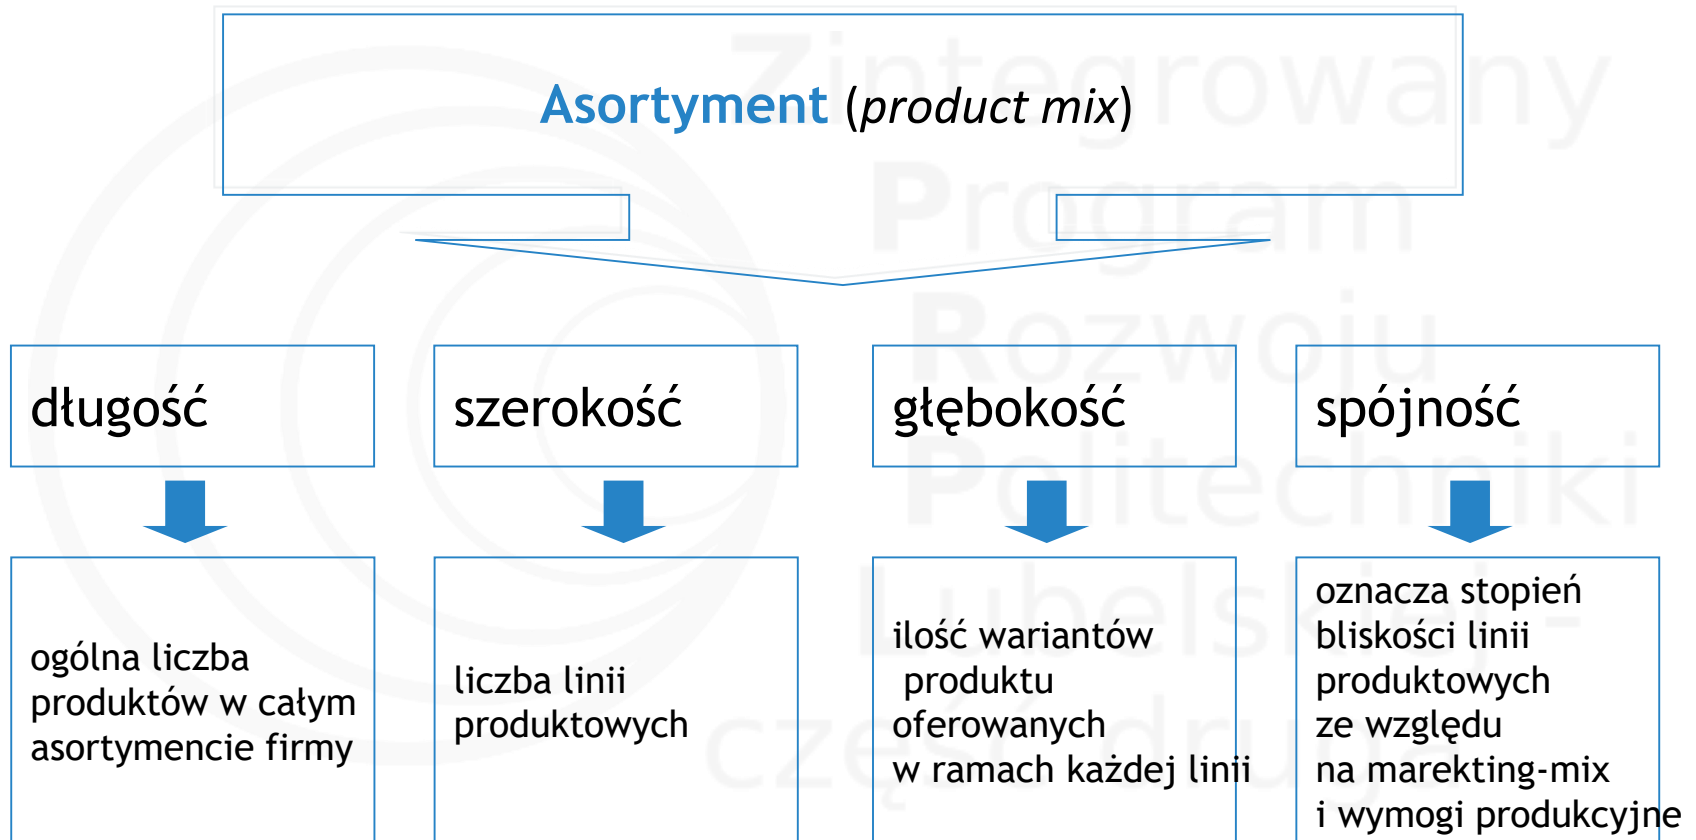 Asortyment (product mix)
długość
szerokość
głębokość
spójność
ogólna liczba
produktów w całym
asortymencie firmy
liczba linii
produktowych
ilość wariantów
produktu
oferowanych
w ramach każdej linii
oznacza stopień
bliskości linii
produktowych
ze względu
na marekting-mix
i wymogi produkcyjne
Zintegrowany
Program
Rozwoju
Politechniki
Lubelskiej -
część druga